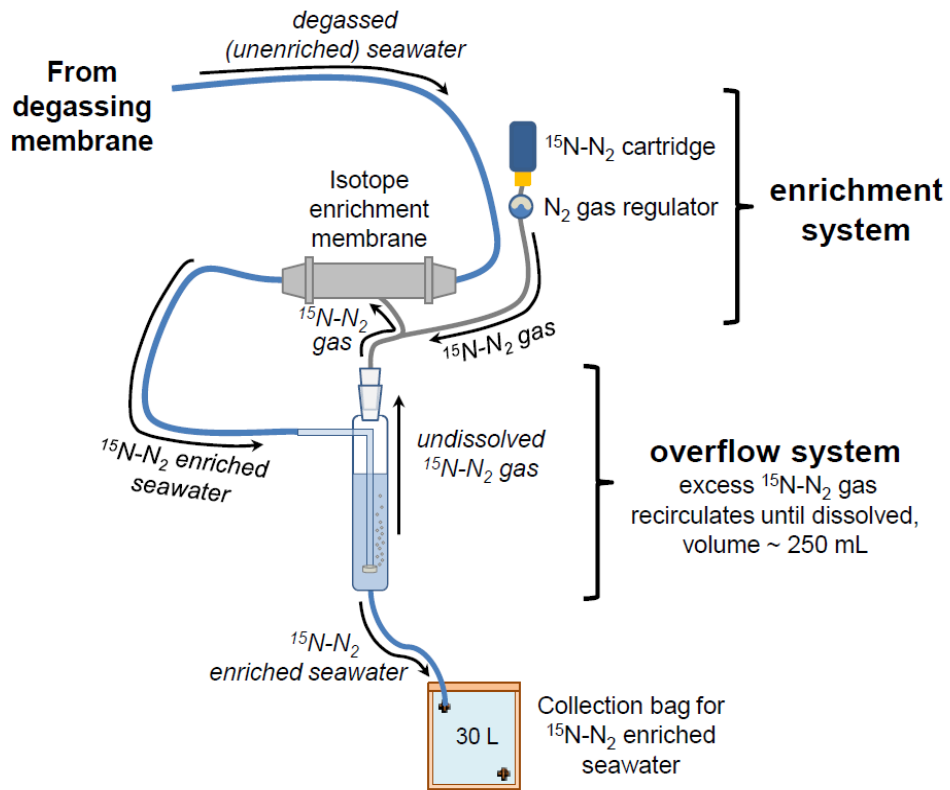 degassed
(unenriched) seawater
From
degassing
membrane
¹⁵N-N₂ cartridge
N₂ gas regulator
enrichment
system
Isotope
enrichment
membrane
¹⁵N-N₂
gas
¹⁵N-N₂ gas
¹⁵N-N₂ enriched
seawater
undissolved
¹⁵N-N₂ gas
overflow system
excess ¹⁵N-N₂ gas
recirculates until dissolved,
volume ~ 250 mL
¹⁵N-N₂
enriched seawater
30 L
Collection bag for
¹⁵N-N₂ enriched
seawater